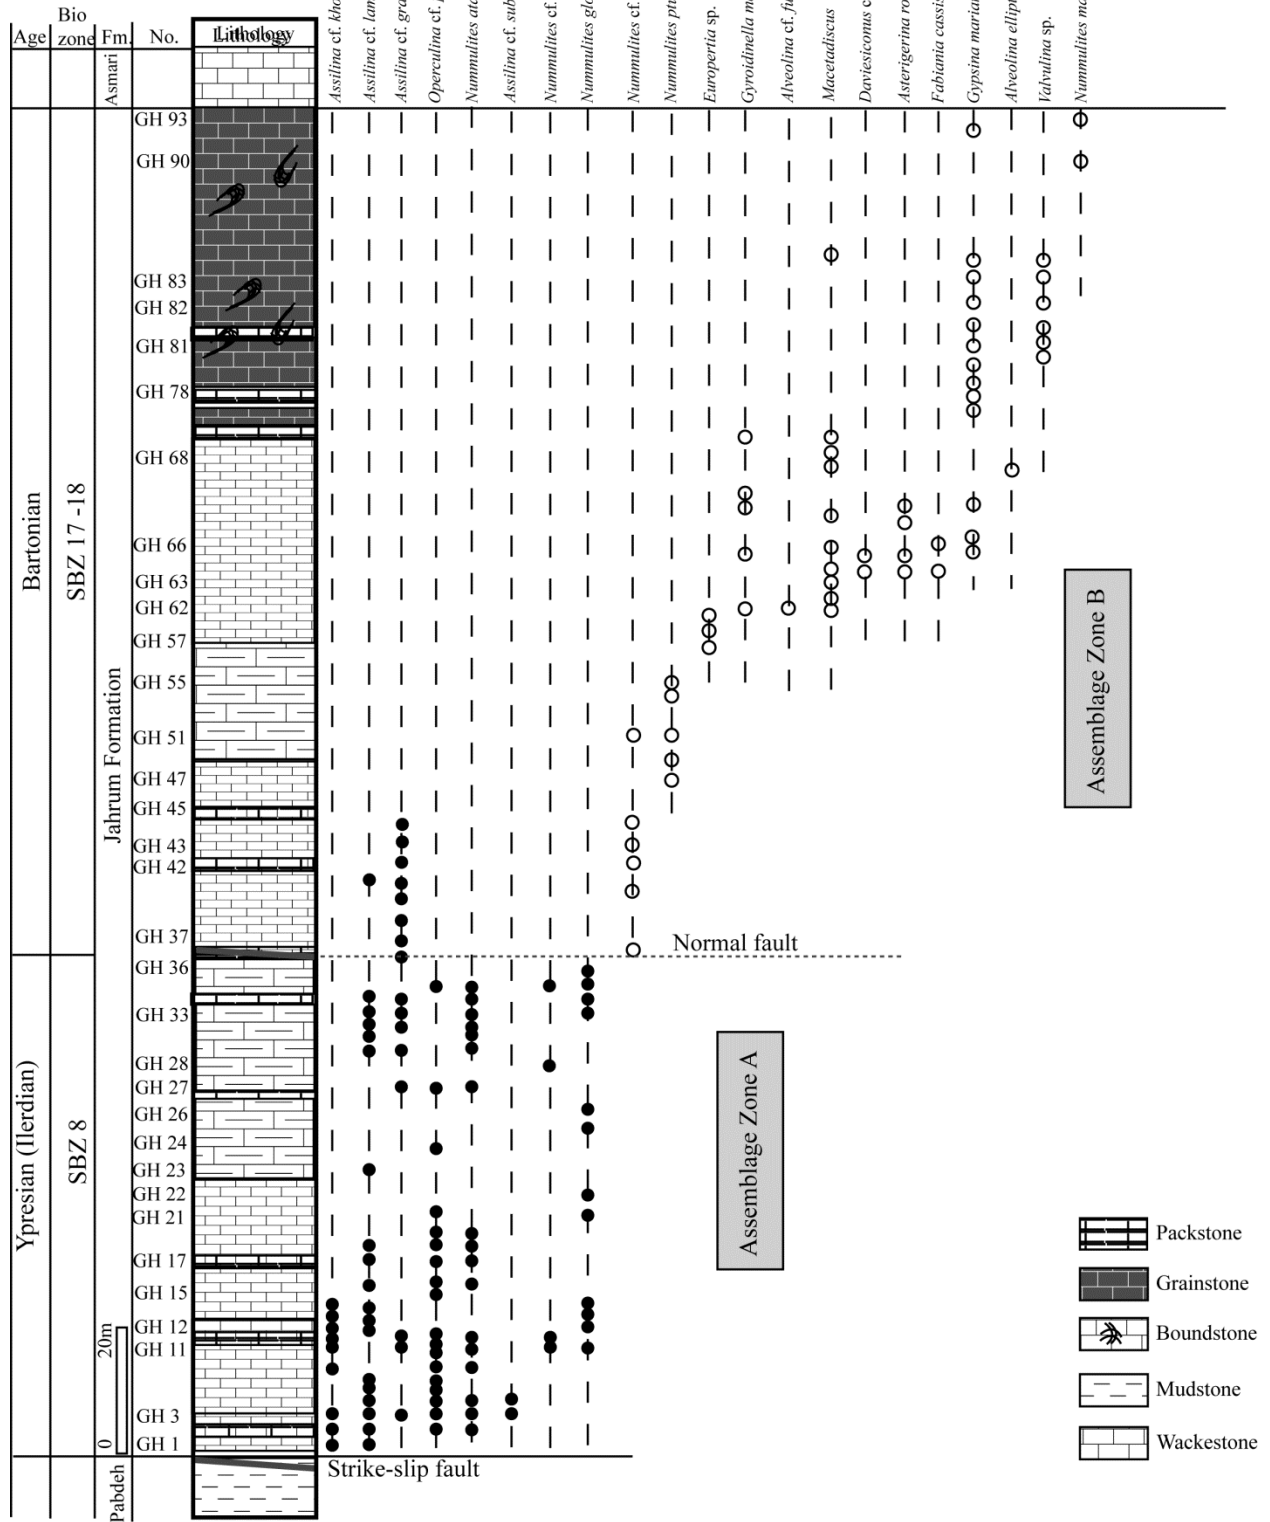 Age
Bio
zone
Fm.
No.
Lithology
Assilina cf.
Assilina cf.
Assilina cf.
Operculina cf.
Nummulites
Assilina cf.
Nummulites cf.
Nummulites
Nummulites cf.
Nummulites
Europertia sp.
Gyroidinella
Alveolina cf.
Macetadiscus
Daviesiconus
Asterigerina
Fabiania
Gypsina
Alveolina
Valvulina sp.
Nummulites
Asmari
GH 93
GH 90
GH 83
GH 82
GH 81
GH 78
GH 68
GH 66
GH 63
GH 62
GH 57
GH 55
GH 51
GH 47
GH 45
GH 43
GH 42
GH 37
GH 36
GH 33
GH 28
GH 27
GH 26
GH 24
GH 23
GH 22
GH 21
GH 17
GH 15
GH 12
GH 11
GH 3
GH 1
Bartonian
SBZ 17 -18
Jahrum Formation
Ypresian (Ilerdian)
SBZ 8
20m
0
Pabdeh
Normal fault
Strike-slip fault
Assemblage Zone B
Assemblage Zone A
Packstone
Grainstone
Boundstone
Mudstone
Wackestone